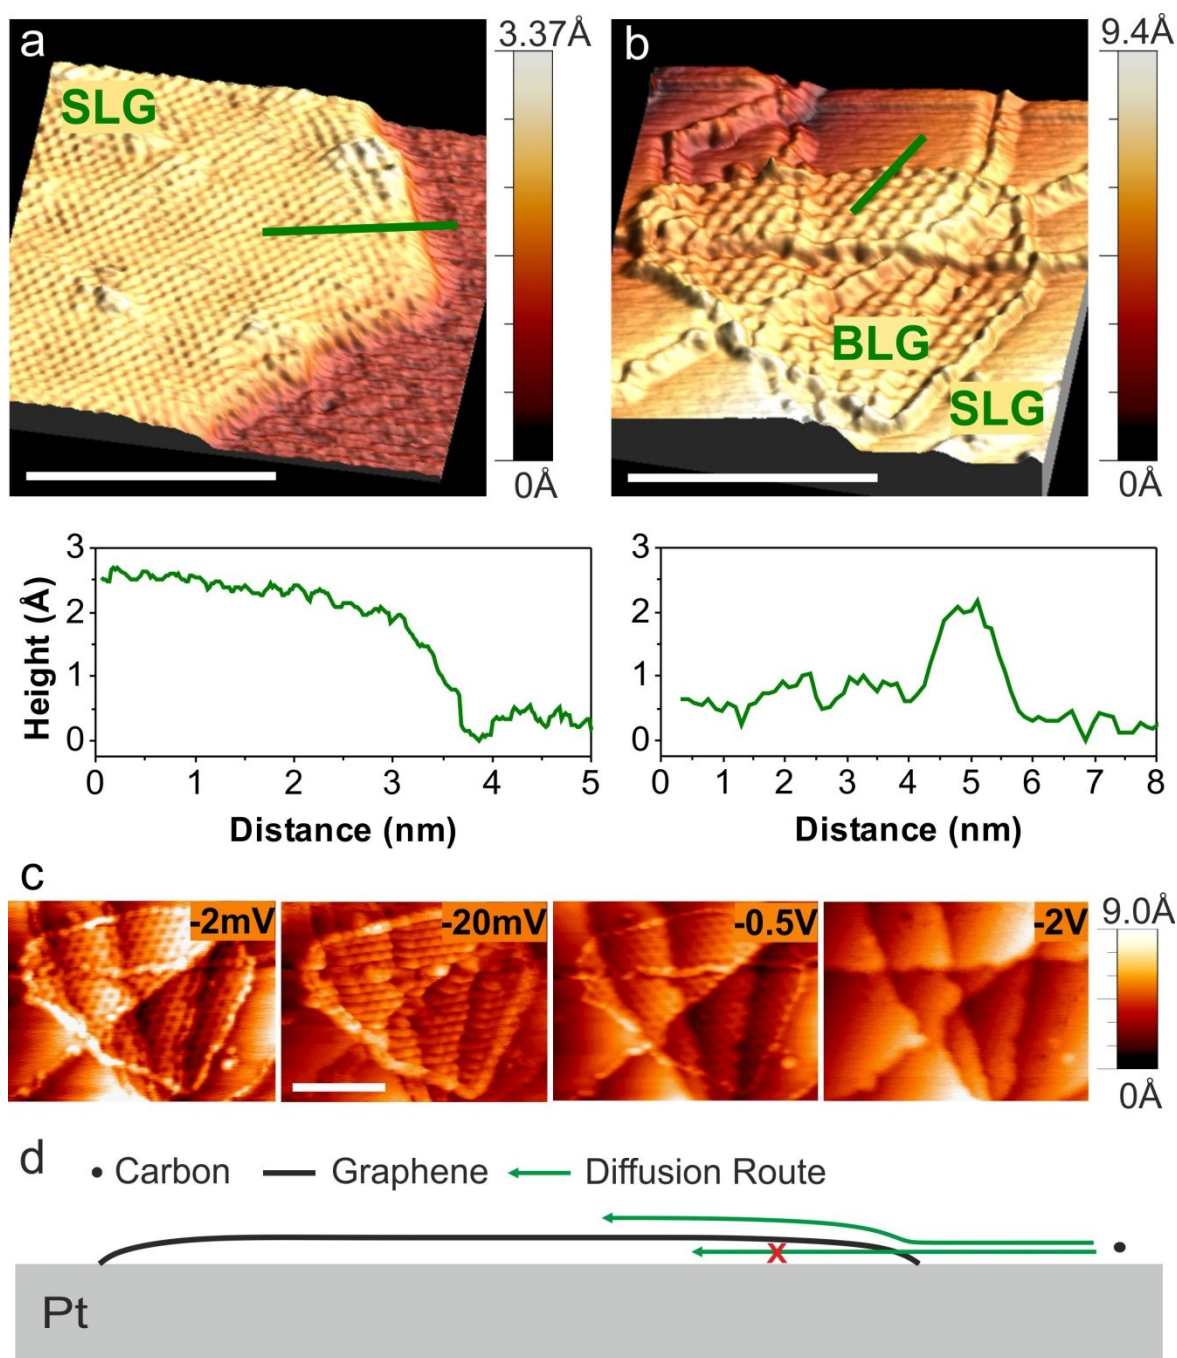 a
SLG
3.37Å
0Å
b
BLG
SLG
9.4Å
0Å
Height (Å)
3
2
1
0
0 1 2 3 4 5
Distance (nm)
3
2
1
0
0 1 2 3 4 5 6 7 8
Distance (nm)
c
-2mV
-20mV
-0.5V
-2V
9.0Å
0Å
d
Carbon
Graphene
Diffusion Route
X
Pt